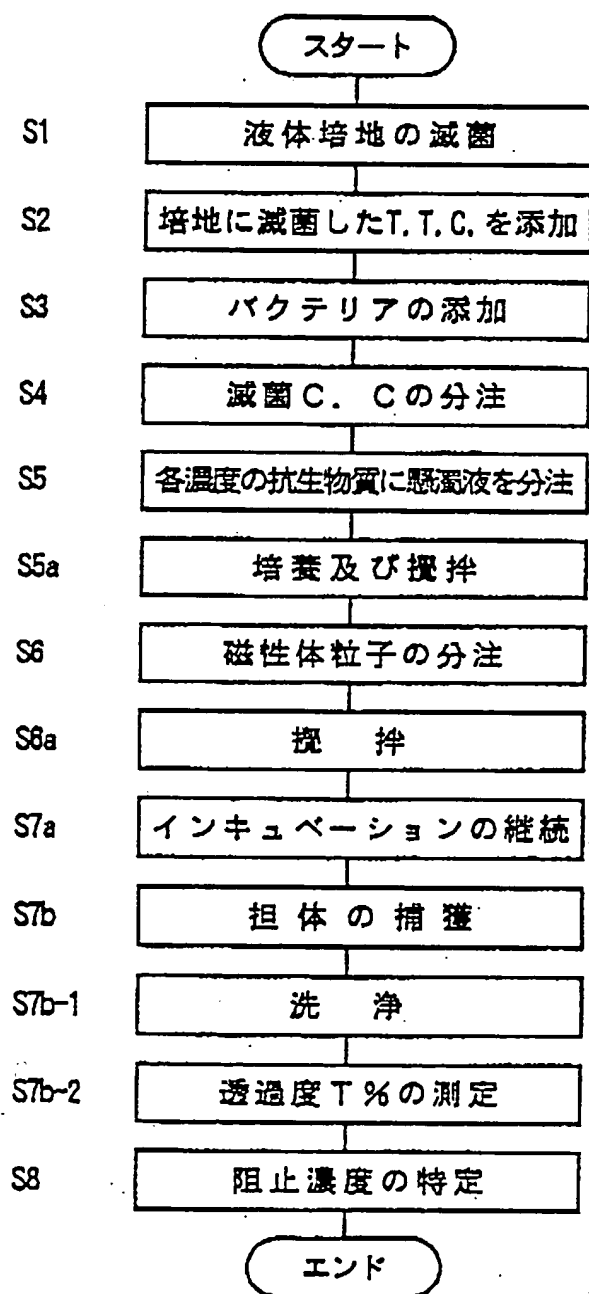 スタート
S1 液体培地の滅菌
S2 培地に滅菌したT.T.C.を添加
S3 バクテリアの添加
S4 滅菌C.Cの分注
S5 各濃度の抗生物質に懸濁液を分注
S5a 培養及び攪拌
S6 磁性体粒子の分注
S6a 攪拌
S7a インキュベーションの継続
S7b 担体の捕獲
S7b-1 洗浄
S7b-2 透過度T%の測定
S8 阻止濃度の特定
エンド